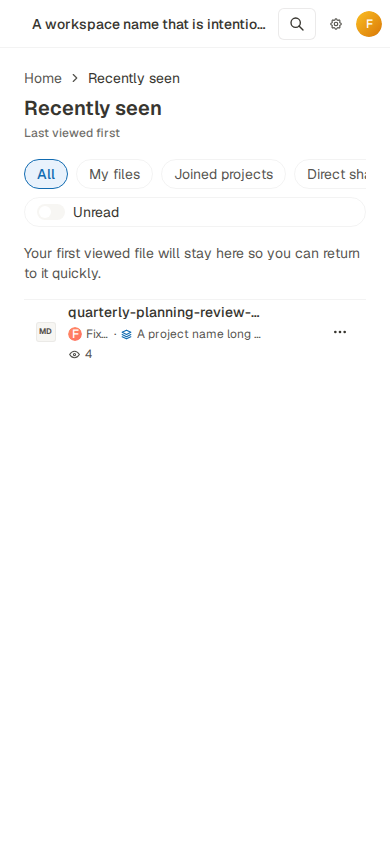 A workspace name that is intentio...
F
Home > Recently seen
Recently seen
Last viewed first
All My files Joined projects Direct sha
Unread
Your first viewed file will stay here so you can return
to it quickly.
MD quarterly-planning-review-...
F Fix... · A project name long ...
4